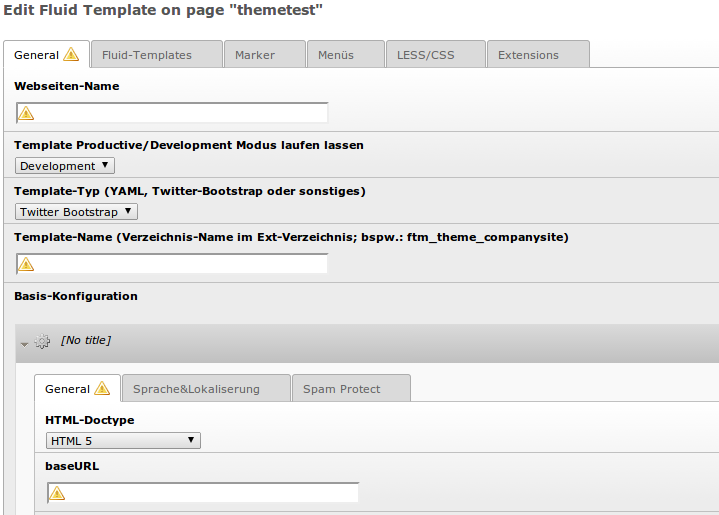 Edit Fluid Template on page "themetest"
General Fluid-Templates Marker Menüs LESS/CSS Extensions
Webseiten-Name
Template Productive/Development Modus laufen lassen
Development
Template-Typ (YAML, Twitter-Bootstrap oder sonstiges)
Twitter Bootstrap
Template-Name (Verzeichnis-Name im Ext-Verzeichnis; bspw.: ftm_theme_companysite)
Basis-Konfiguration
[No title]
General Sprache&Lokaliserung Spam Protect
HTML-Doctype
HTML 5
baseURL